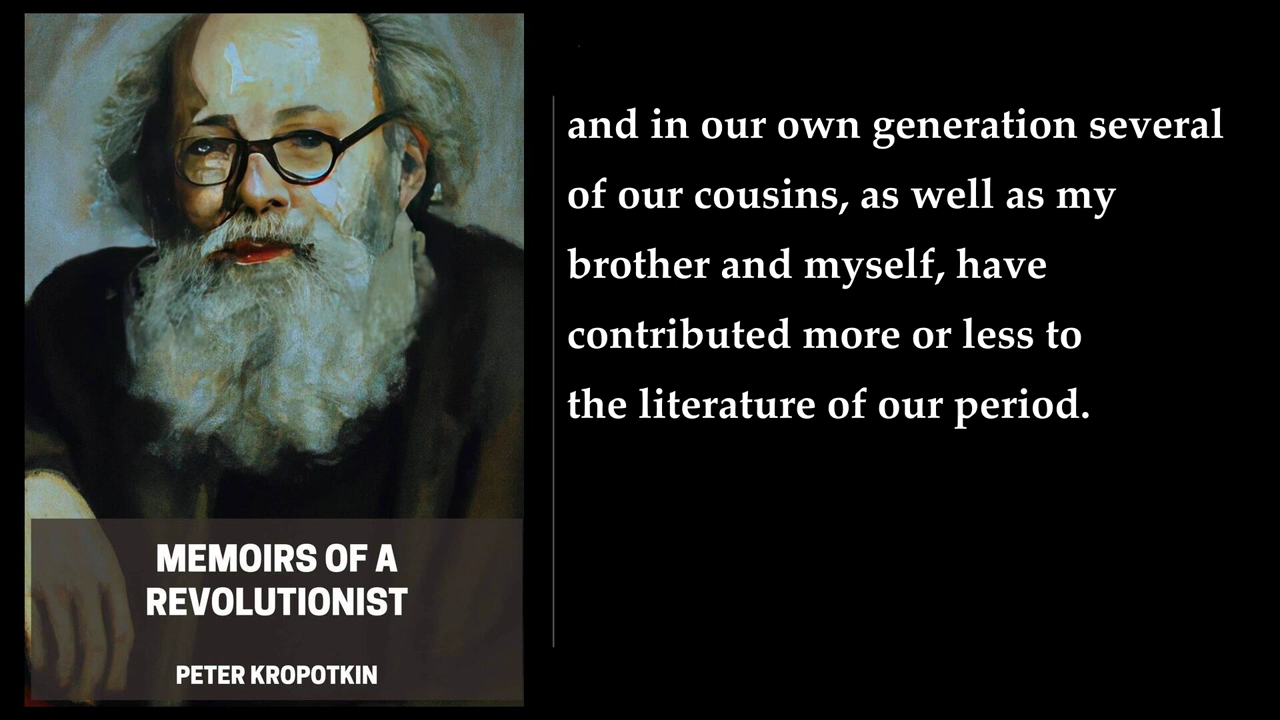 MEMOIRS OF A
REVOLUTIONIST
PETER KROPOTKIN
and in our own generation several
of our cousins, as well as my
brother and myself, have
contributed more or less to
the literature of our period.